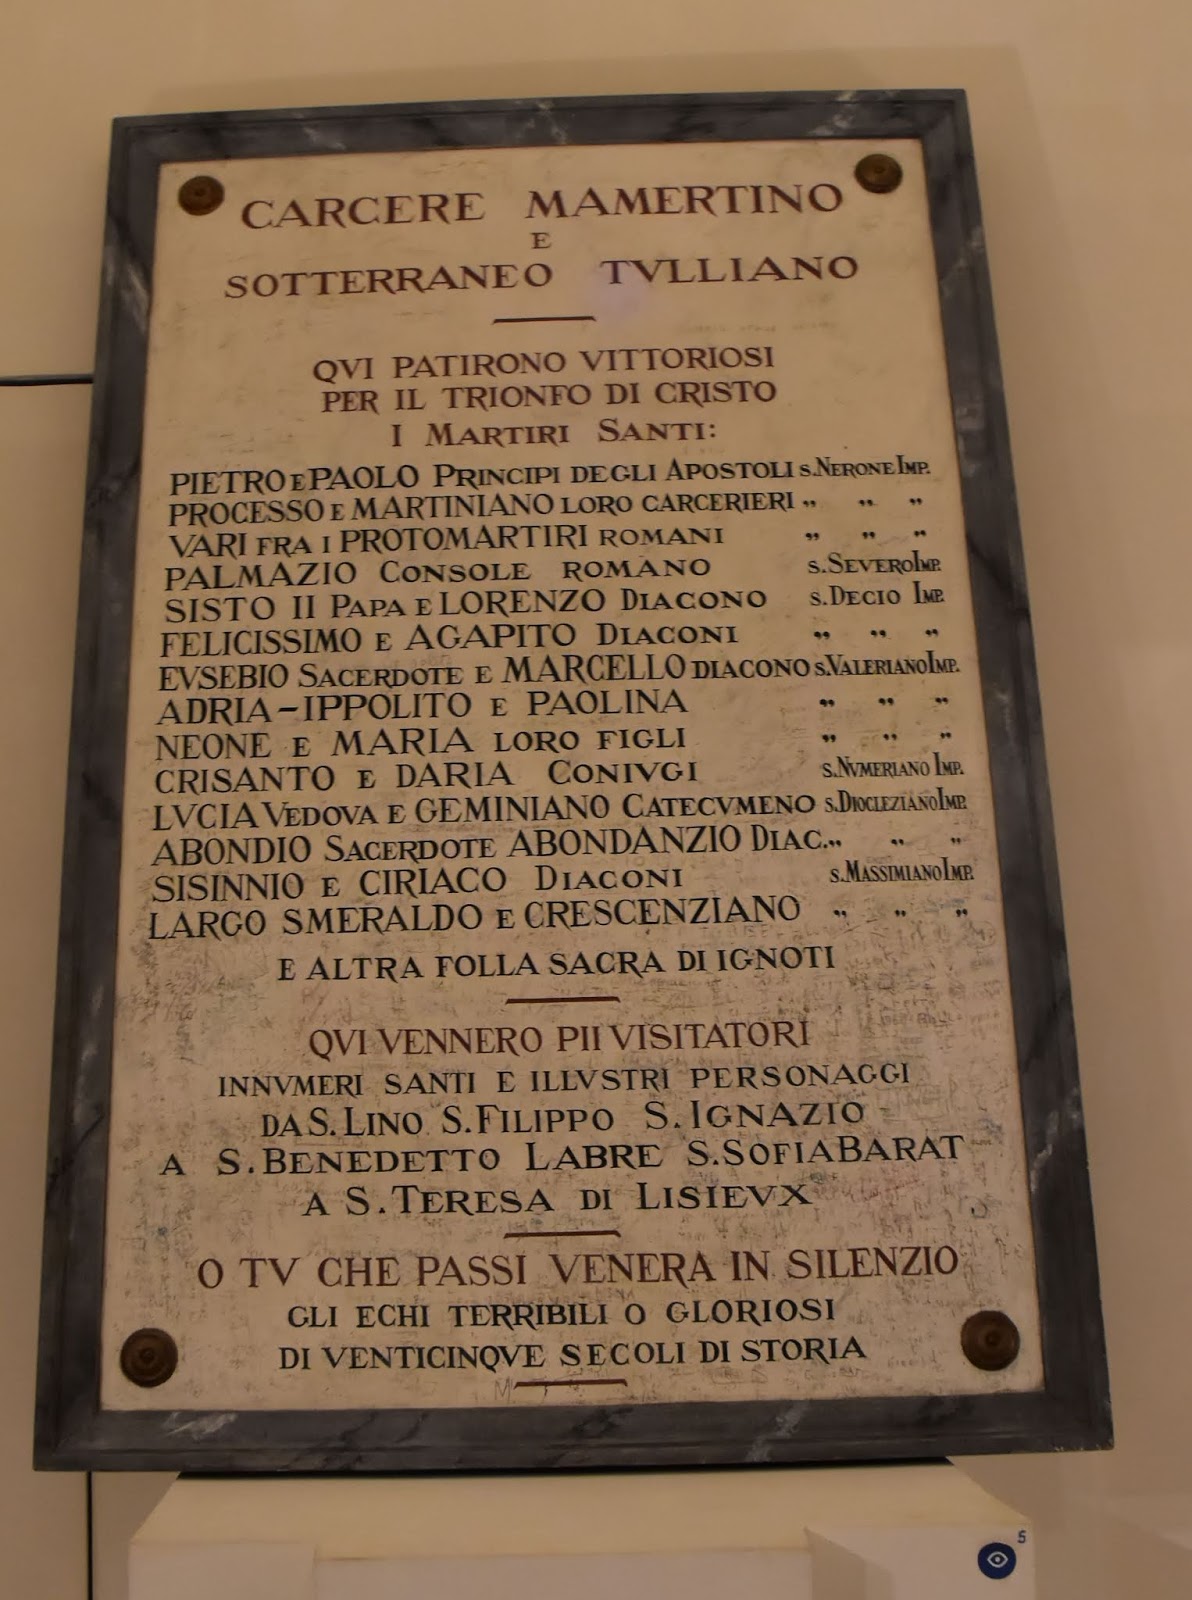 CARCERE MAMERTINO
E
SOTTERRANEO TVLLIANO
QVI PATIRONO VITTORIOSI
PER IL TRIONFO DI CRISTO
I MARTIRI SANTI:
PIETRO E PAOLO PRINCIPI DEGLI APOSTOLI S. NERONE IMP.
PROCESSO E MARTINIANO LORO CARCERIERI " " "
VARI FRA I PROTOMARTIRI ROMANI " " "
PALMAZIO CONSOLE ROMANO S. SEVERO IMP.
SISTO II PAPA E LORENZO DIACONO S. DECIO IMP.
FELICISSIMO E AGAPITO DIACONI " " "
EVSEBIO SACERDOTE E MARCELLO DIACONO S. VALERIANO IMP.
ADRIA-IPPOLITO E PAOLINA " " "
NEONE E MARIA LORO FIGLI " " "
CRISANTO E DARIA CONIVGI S. NVMERIANO IMP.
LVCIA VEDOVA E GEMINIANO CATECVMENO S. DIOCLEZIANO IMP.
ABONDIO SACERDOTE ABONDANZIO DIAC. " " "
SISINNIO E CIRIACO DIACONI S. MASSIMIANO IMP.
LARGO SMERALDO E CRESCENZIANO " " "
E ALTRA FOLLA SACRA DI IGNOTI
QVI VENNERO PII VISITATORI
INNVMERI SANTI E ILLVSTRI PERSONAGGI
DA S. LINO S. FILIPPO S. IGNAZIO
A S. BENEDETTO LABRE S. SOFIA BARAT
A S. TERESA DI LISIEVX
O TV CHE PASSI VENERA IN SILENZIO
GLI ECHI TERRIBILI O GLORIOSI
DI VENTICINQVE SECOLI DI STORIA
5